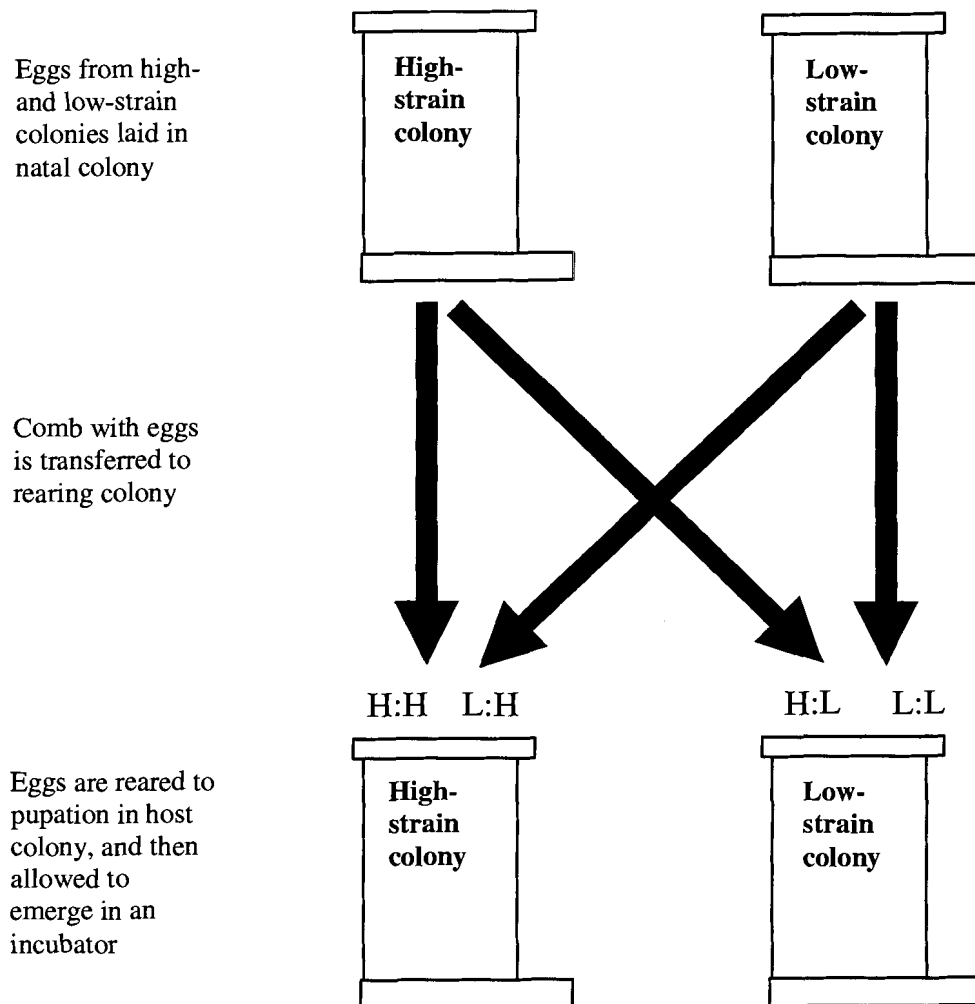 Eggs from high-
and low-strain
colonies laid in
natal colony
High-
strain
colony
Low-
strain
colony
Comb with eggs
is transferred to
rearing colony
H:H L:H
H:L L:L
Eggs are reared to
pupation in host
colony, and then
allowed to
emerge in an
incubator
High-
strain
colony
Low-
strain
colony